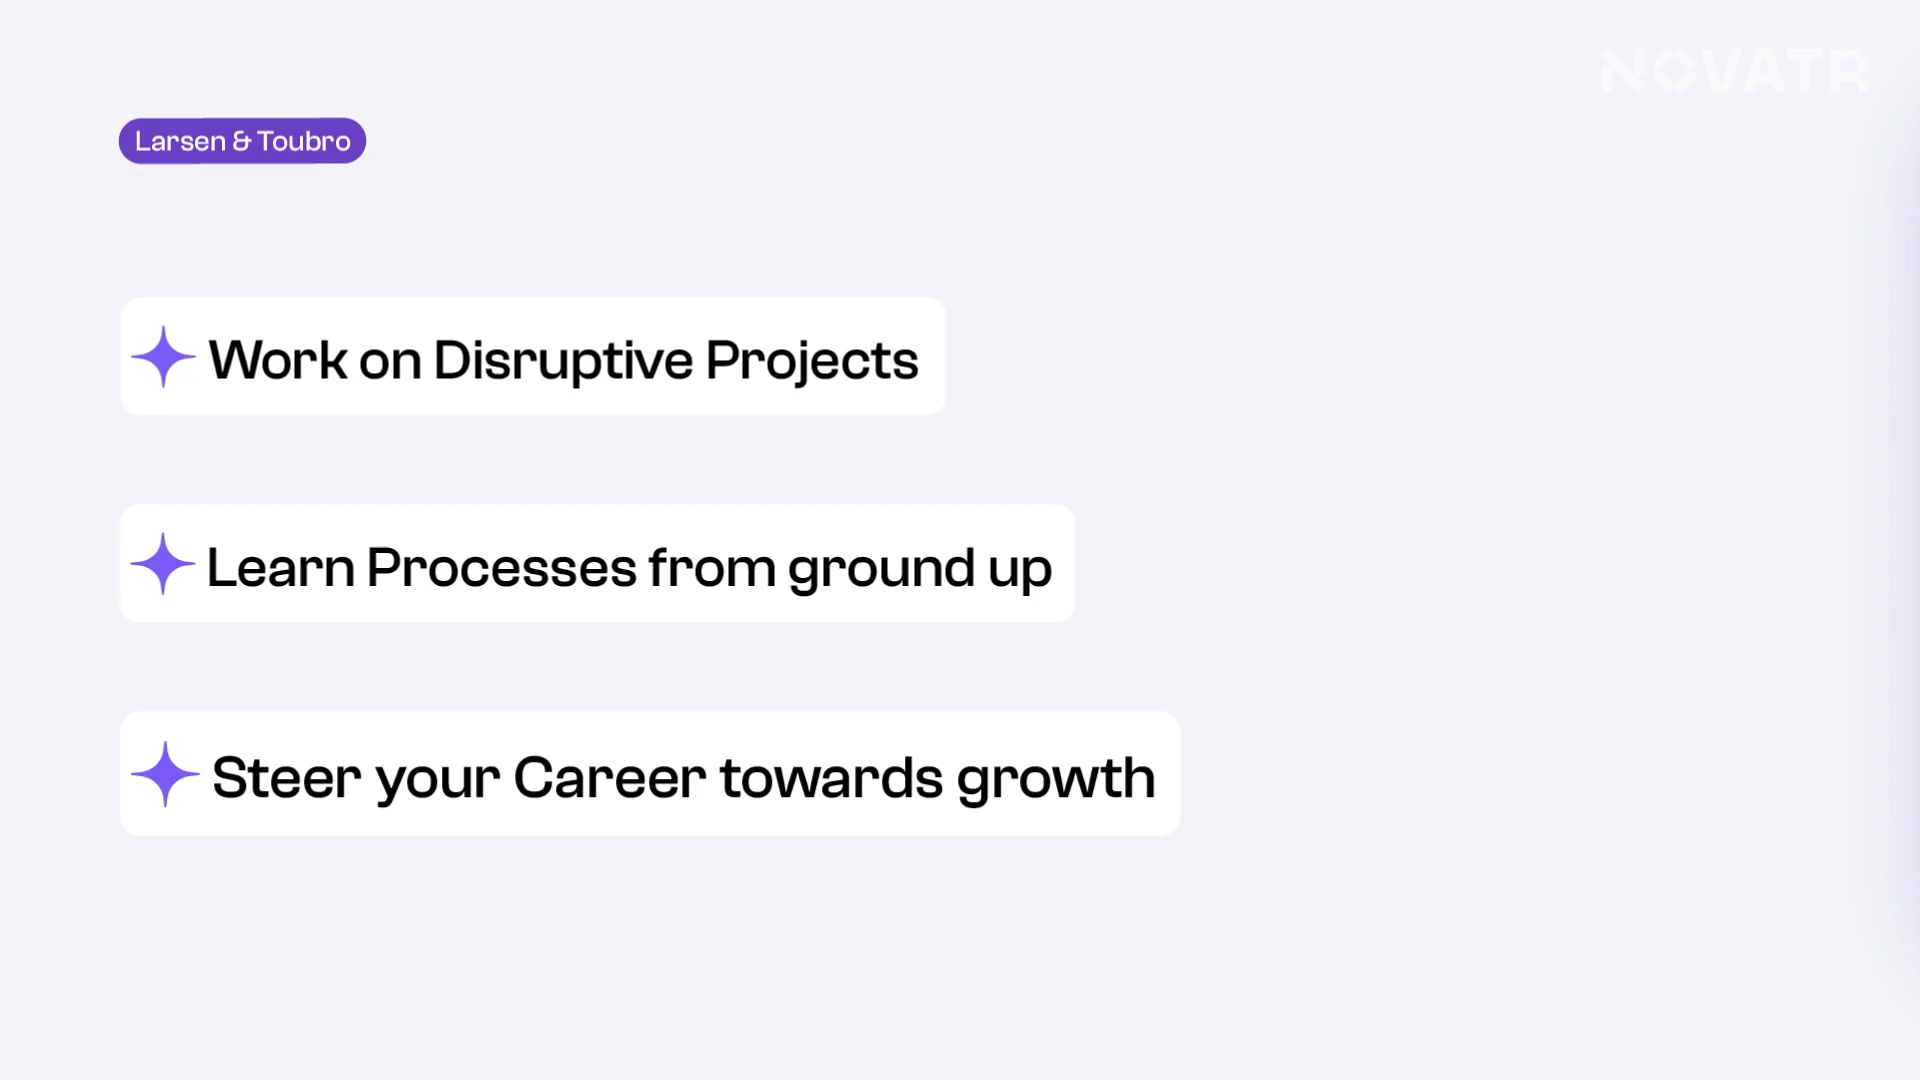 NOVATR
Larsen & Toubro
Work on Disruptive Projects
Learn Processes from ground up
Steer your Career towards growth